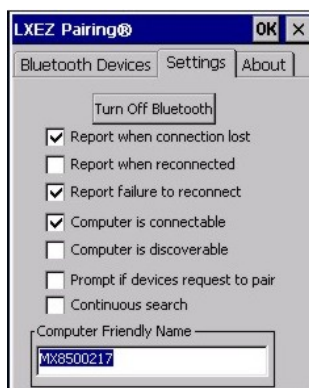 LXEZ Pairing® OK ×
Bluetooth Devices Settings About
Turn Off Bluetooth
Report when connection lost
Report when reconnected
Report failure to reconnect
Computer is connectable
Computer is discoverable
Prompt if devices request to pair
Continuous search
Computer Friendly Name
MX8500217